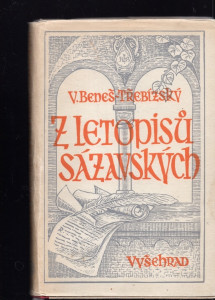 V. Beneš-Třebízský
Z letopisů
sázavských
Vyšehrad